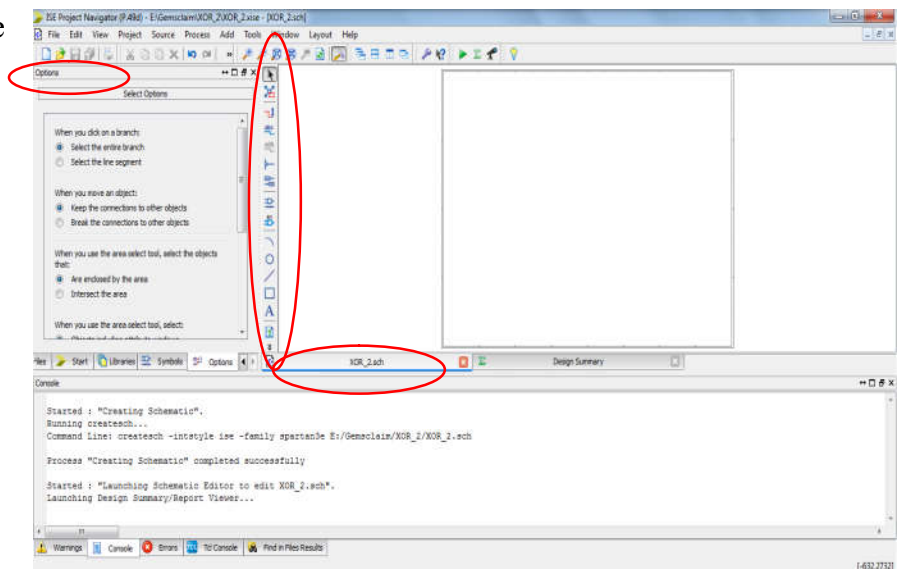 e
ISE Project Navigator (P.49d) - E:\Gemsclaim\XOR_2\XOR_2.xise - [XOR_2.sch]
File Edit View Project Source Process Add Tools Window Layout Help
Options
Select Options
When you click on a branch:
Select the entire branch
Select the line segment
When you move an object:
Keep the connections to other objects
Break the connections to other objects
When you use the area select tool, select the objects
that:
Are enclosed by the area
Intersect the area
When you use the area select tool, select:
A
Start Libraries Symbols Options XOR_2.sch Design Summary
Console
Started : "Creating Schematic".
Running createsch...
Command Line: createsch -intstyle ise -family spartan3e E:/Gemsclaim/XOR_2/XOR_2.sch
Process "Creating Schematic" completed successfully
Started : "Launching Schematic Editor to edit XOR_2.sch".
Launching Design Summary/Report Viewer...
Warnings Console Errors Tcl Console Find in Files Results
[-632,2732]